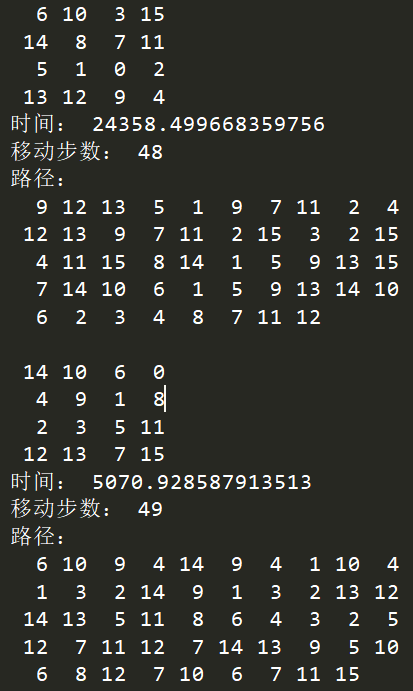 6 10 3 15
14 8 7 11
5 1 0 2
13 12 9 4
时间： 24358.499668359756
移动步数： 48
路径：
9 12 13 5 1 9 7 11 2 4
12 13 9 7 11 2 15 3 2 15
4 11 15 8 14 1 5 9 13 15
7 14 10 6 1 5 9 13 14 10
6 2 3 4 8 7 11 12
14 10 6 0
4 9 1 8
2 3 5 11
12 13 7 15
时间： 5070.928587913513
移动步数： 49
路径：
6 10 9 4 14 9 4 1 10 4
1 3 2 14 9 1 3 2 13 12
14 13 5 11 8 6 4 3 2 5
12 7 11 12 7 14 13 9 5 10
6 8 12 7 10 6 7 11 15